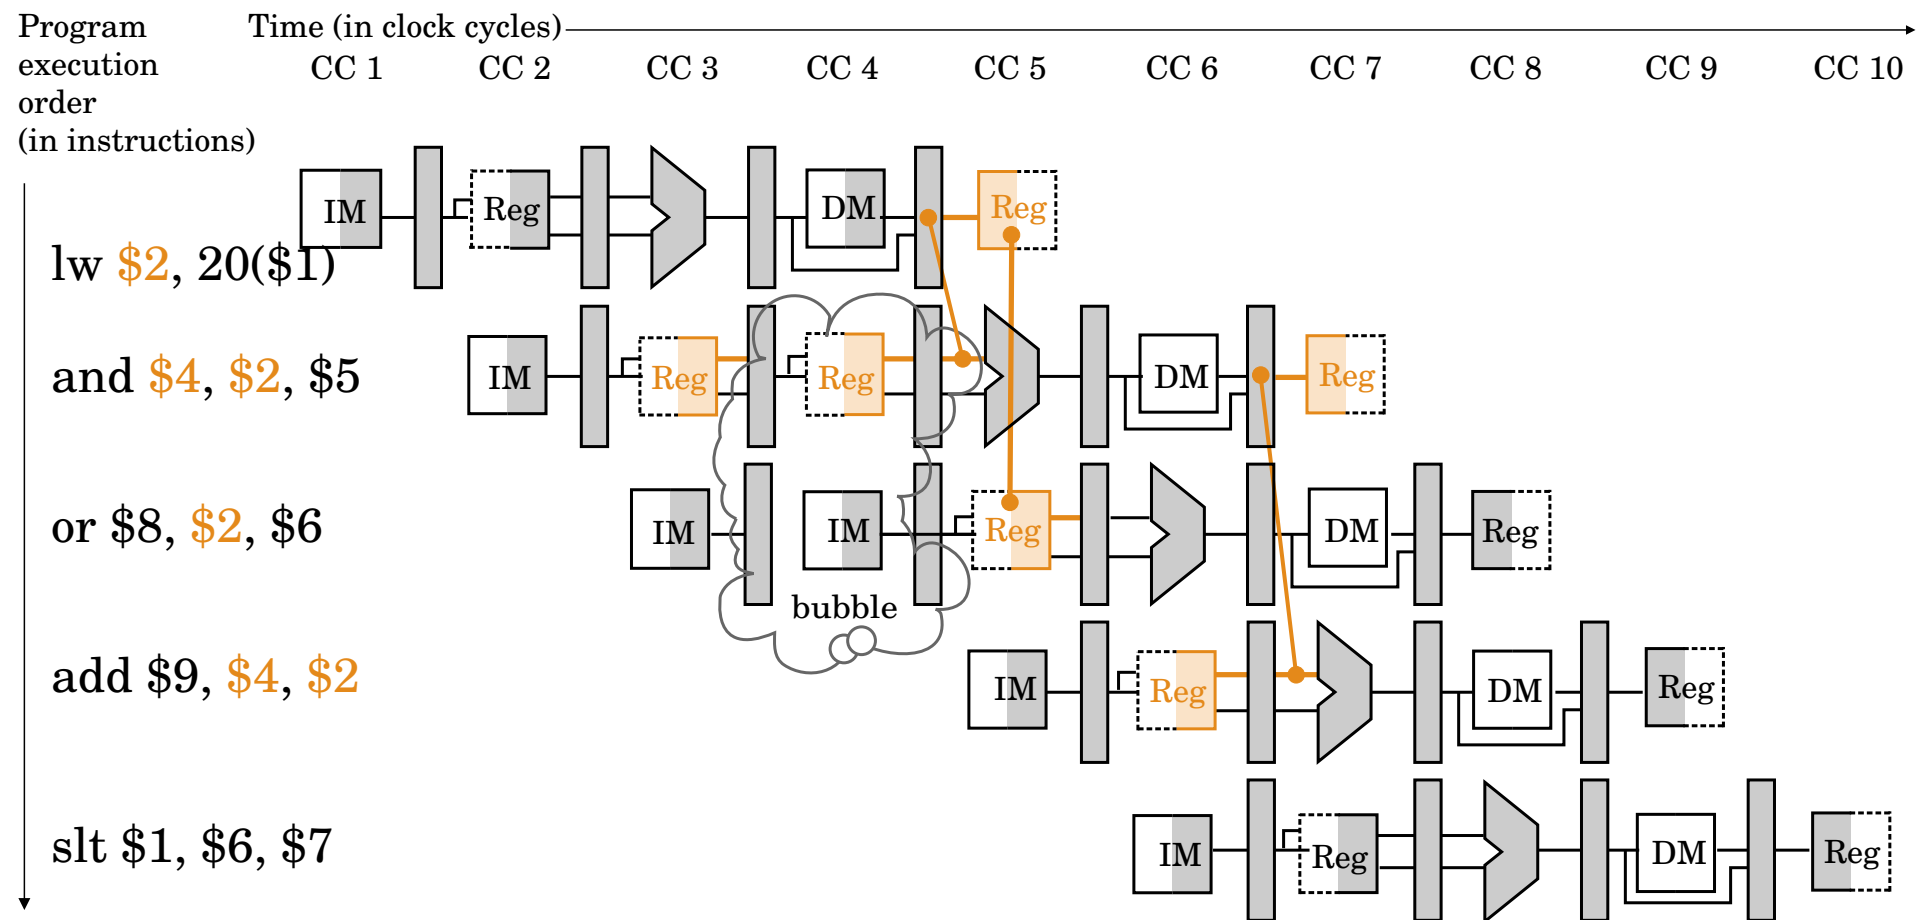 Program
execution
order
(in instructions)
Time (in clock cycles)
CC 1 CC 2 CC 3 CC 4 CC 5 CC 6 CC 7 CC 8 CC 9 CC 10
IM Reg DM Reg
lw $2, 20($1)
and $4, $2, $5
IM Reg Reg DM Reg
or $8, $2, $6
IM IM Reg DM Reg
bubble
add $9, $4, $2
IM Reg DM Reg
slt $1, $6, $7
IM Reg DM Reg